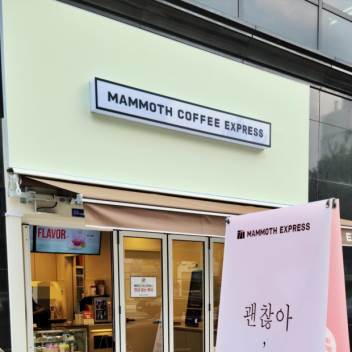 MAMMOTH COFFEE EXPRESS
FLAVOR
MAMMOTH EXPRESS
괜찮아
,